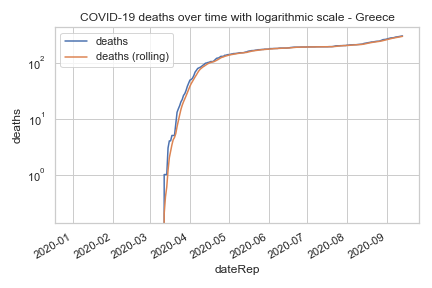 COVID-19 deaths over time with logarithmic scale - Greece
deaths
deaths (rolling)
10²
10¹
10⁰
deaths
2020-01
2020-02
2020-03
2020-04
2020-05
2020-06
2020-07
2020-08
2020-09
dateRep